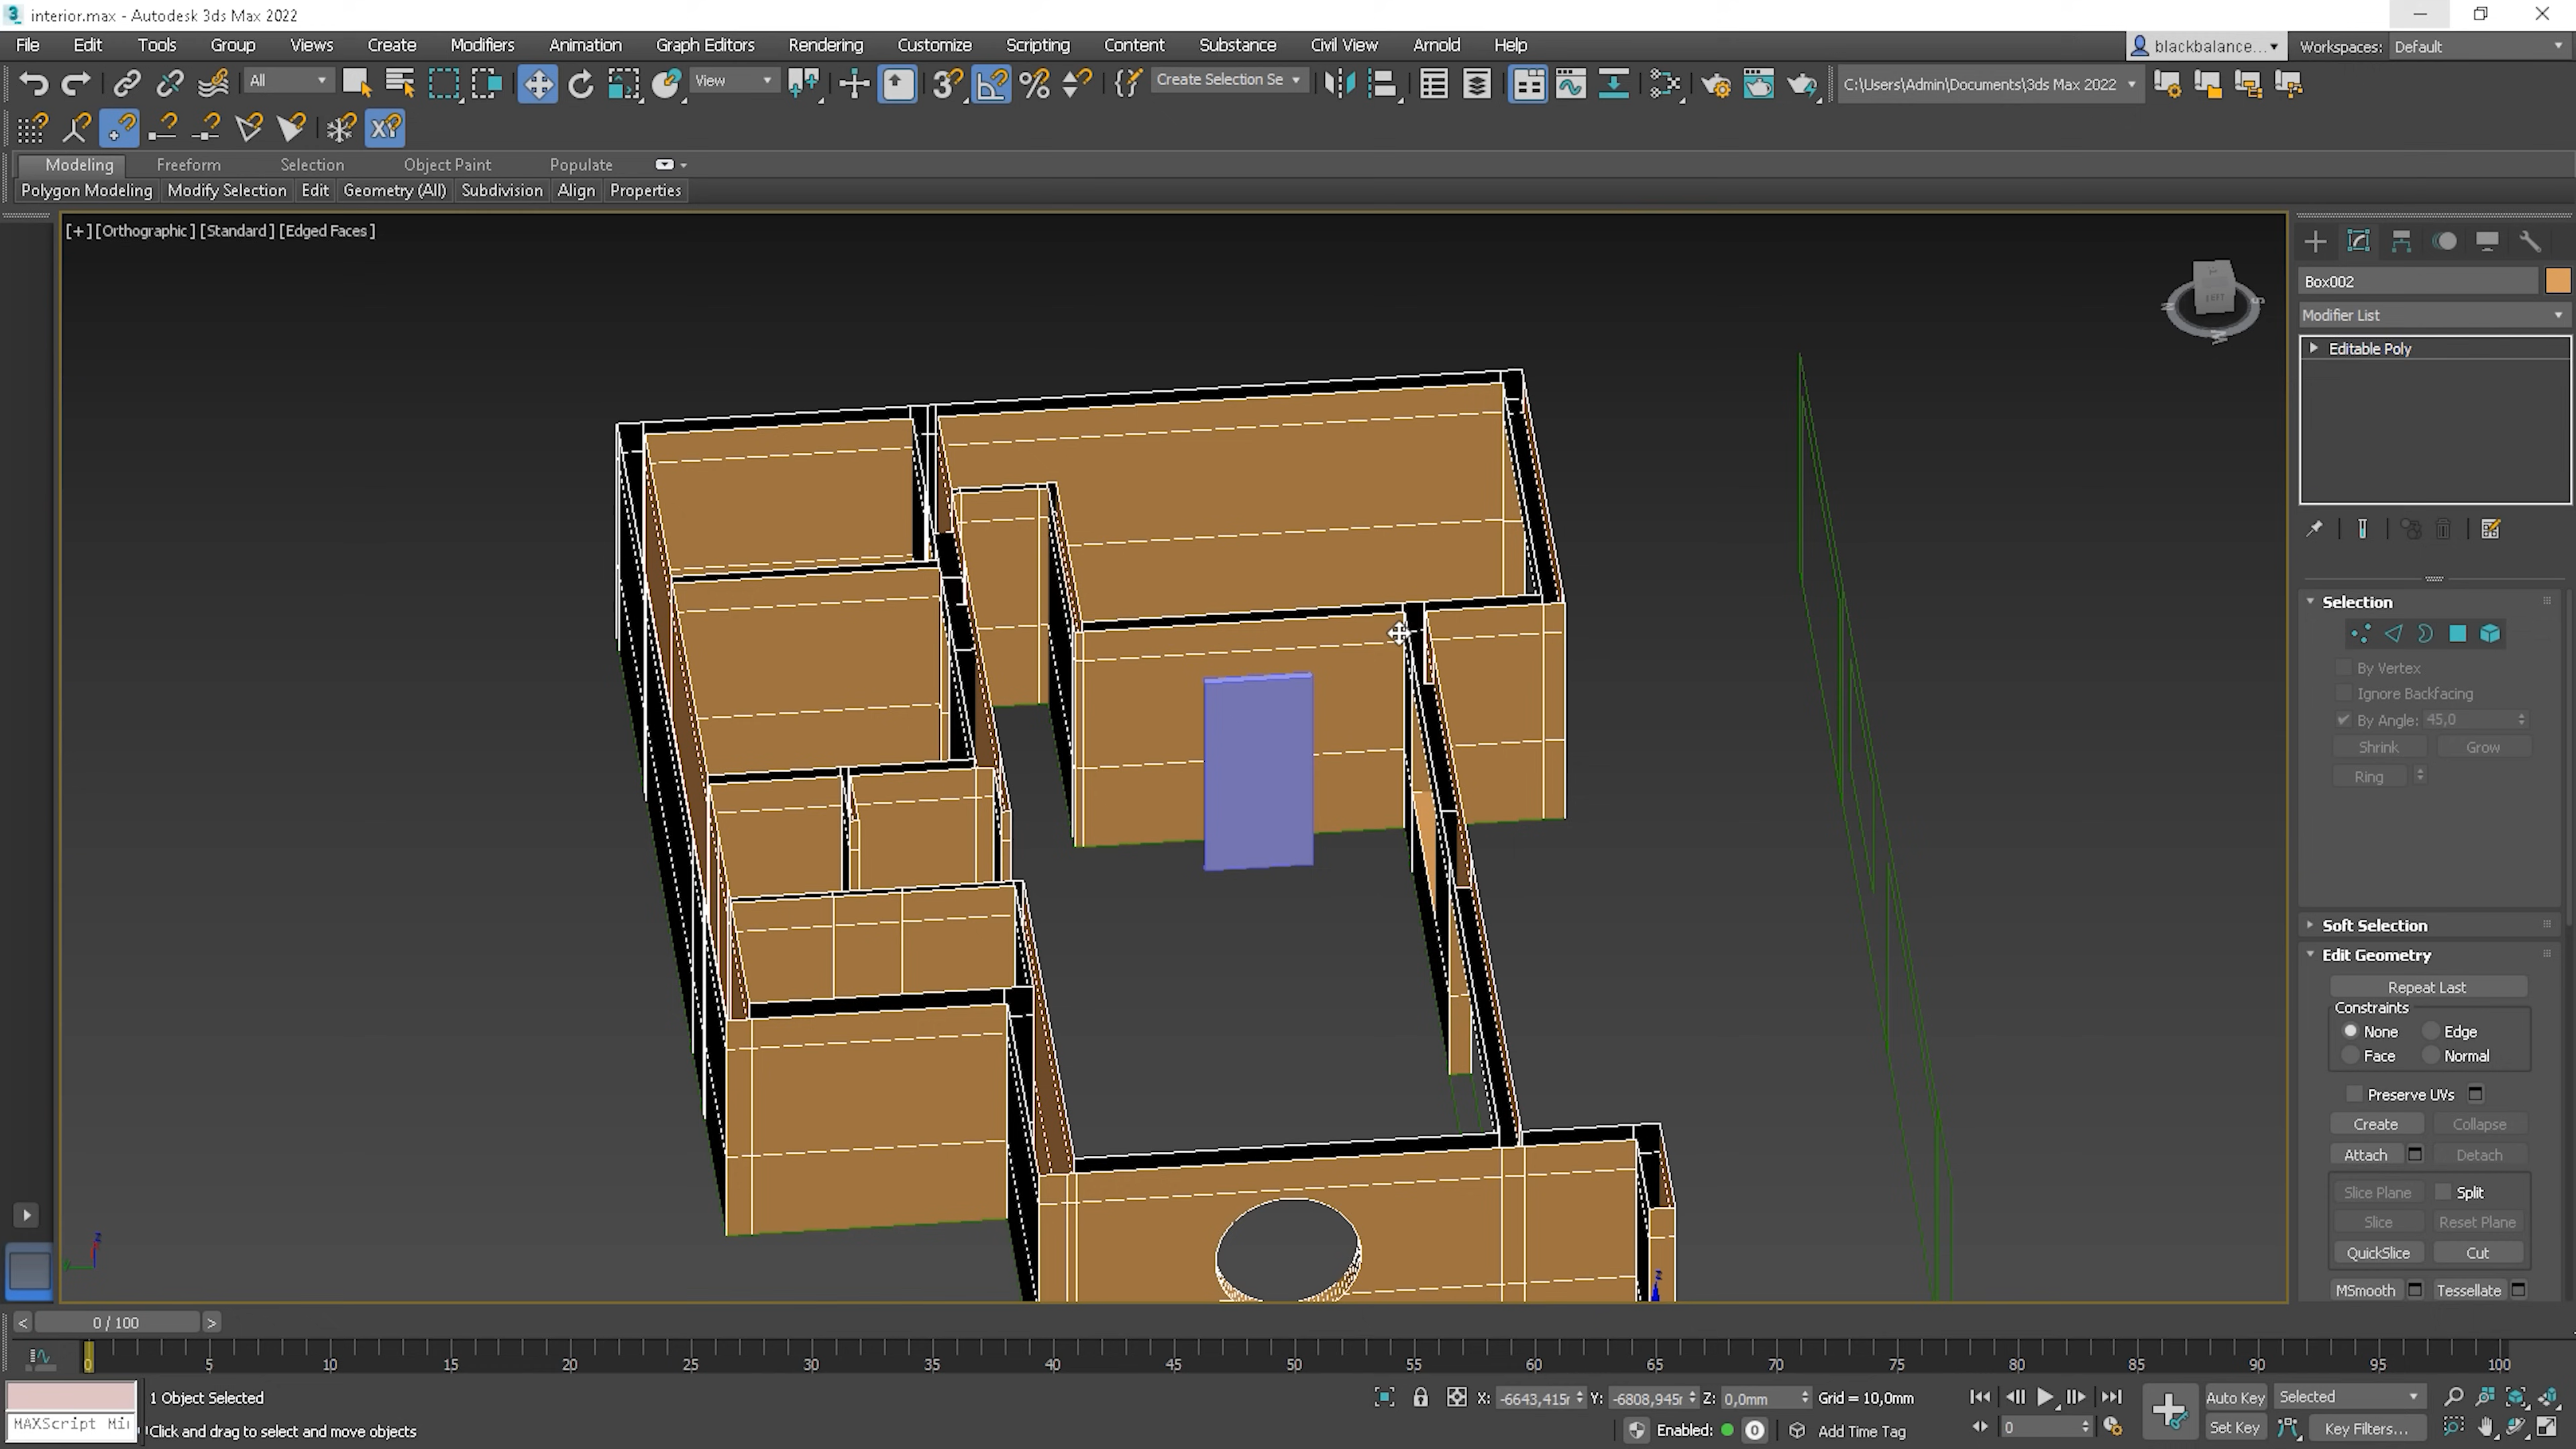 interior.max - Autodesk 3ds Max 2022
File Edit Tools Group Views Create Modifiers Animation Graph Editors Rendering Customize Scripting Content Substance Civil View Arnold Help
blackbalance... Workspaces: Default
All View Create Selection Se C:\Users\Admin\Documents\3ds Max 2022
Modeling Freeform Selection Object Paint Populate
Polygon Modeling Modify Selection Edit Geometry (All) Subdivision Align Properties
[+] [Orthographic] [Standard] [Edged Faces]
LEFT
Box002
Modifier List
Editable Poly
Selection
By Vertex
Ignore Backfacing
By Angle: 45,0
Shrink Grow
Ring
Soft Selection
Edit Geometry
Repeat Last
Constraints
None Edge
Face Normal
Preserve UVs
Create Collapse
Attach Detach
Slice Plane Split
Slice Reset Plane
QuickSlice Cut
MSmooth Tessellate
0 / 100
0 5 10 15 20 25 30 35 40 45 50 55 60 65 70 75 80 85 90 95 100
1 Object Selected X: -6643,415 Y: -6808,945 Z: 0,0mm Grid = 10,0mm Auto Key Selected
MAXScript Mi Click and drag to select and move objects Enabled: 0 Add Time Tag 0 Set Key Key Filters...